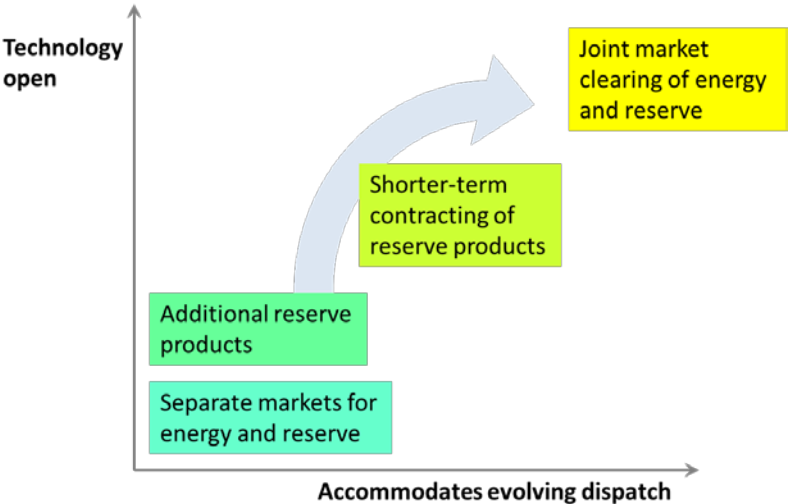 Technology
open
Joint market
clearing of energy
and reserve
Shorter-term
contracting of
reserve products
Additional reserve
products
Separate markets for
energy and reserve
Accommodates evolving dispatch